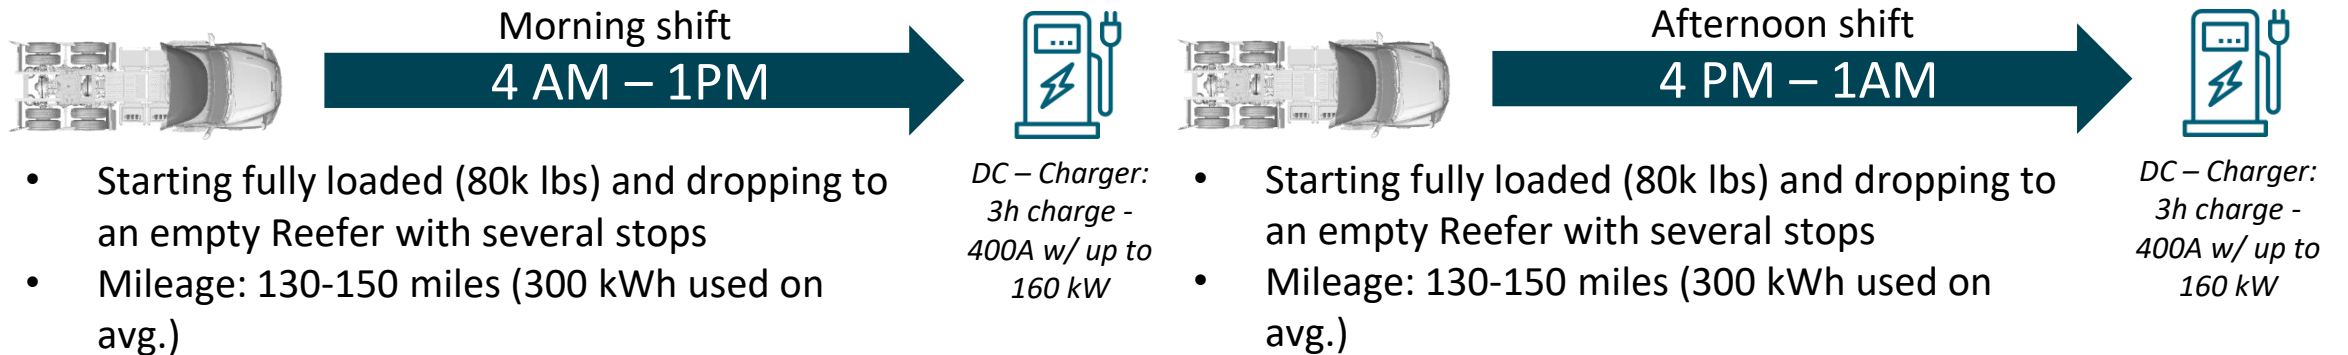 Morning shift
4 AM – 1PM
• Starting fully loaded (80k lbs) and dropping to
an empty Reefer with several stops
• Mileage: 130-150 miles (300 kWh used on
avg.)
DC – Charger:
3h charge -
400A w/ up to
160 kW
Afternoon shift
4 PM – 1AM
• Starting fully loaded (80k lbs) and dropping to
an empty Reefer with several stops
• Mileage: 130-150 miles (300 kWh used on
avg.)
DC – Charger:
3h charge -
400A w/ up to
160 kW